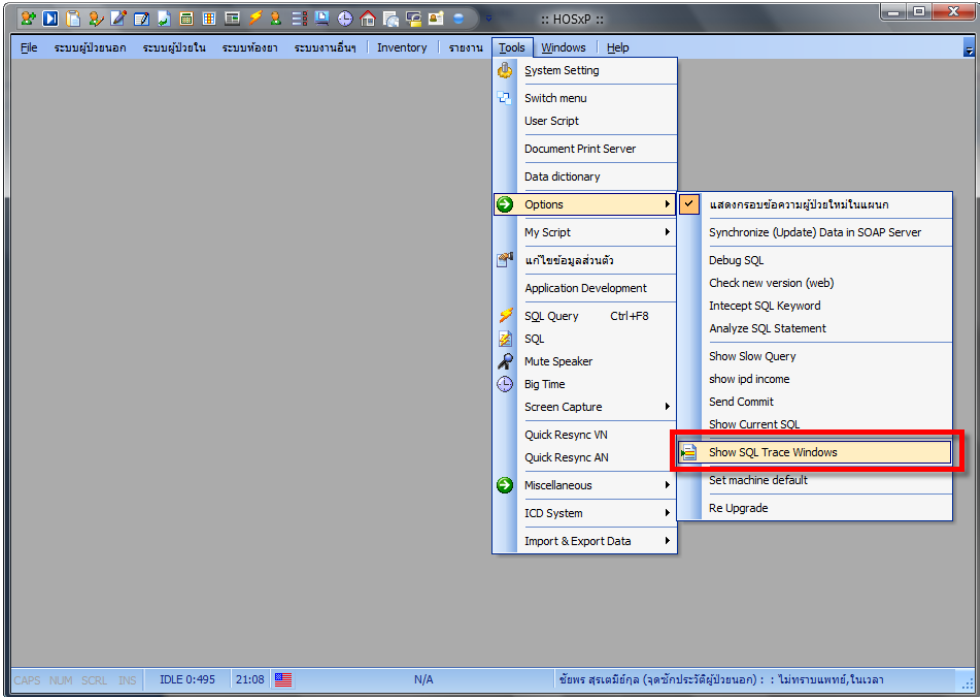 :: HOSxP ::
File ระบบผู้ป่วยนอก ระบบผู้ป่วยใน ระบบห้องยา ระบบงานอื่นๆ Inventory รายงาน Tools Windows Help
System Setting
Switch menu
User Script
Document Print Server
Data dictionary
Options
My Script
แก้ไขข้อมูลส่วนตัว
Application Development
SQL Query Ctrl+F8
SQL
Mute Speaker
Big Time
Screen Capture
Quick Resync VN
Quick Resync AN
Miscellaneous
ICD System
Import & Export Data
แสดงกรอบข้อความผู้ป่วยใหม่ในแผนก
Synchronize (Update) Data in SOAP Server
Debug SQL
Check new version (web)
Intecept SQL Keyword
Analyze SQL Statement
Show Slow Query
show ipd income
Send Commit
Show Current SQL
Show SQL Trace Windows
Set machine default
Re Upgrade
CAPS NUM SCRL INS IDLE 0:495 21:08 N/A ชัยพร สุรเตมีย์กุล (จุดซักประวัติผู้ป่วยนอก) : : ไม่ทราบแพทย์,ในเวลา